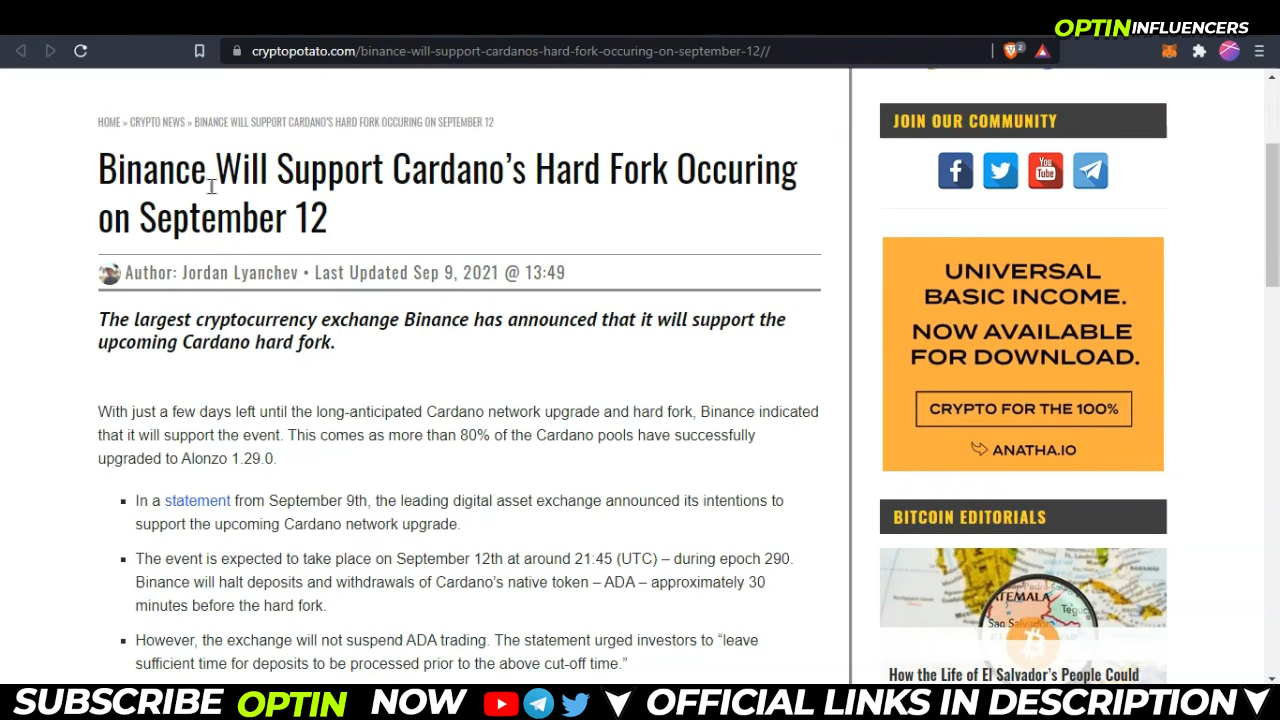 OPTIN INFLUENCERS
cryptopotato.com/binance-will-support-cardanos-hard-fork-occuring-on-september-12//
2
HOME » CRYPTO NEWS » BINANCE WILL SUPPORT CARDANO'S HARD FORK OCCURING ON SEPTEMBER 12
Binance Will Support Cardano's Hard Fork Occuring
on September 12
Author: Jordan Lyanchev • Last Updated Sep 9, 2021 @ 13:49
The largest cryptocurrency exchange Binance has announced that it will support the
upcoming Cardano hard fork.
With just a few days left until the long-anticipated Cardano network upgrade and hard fork, Binance indicated
that it will support the event. This comes as more than 80% of the Cardano pools have successfully
upgraded to Alonzo 1.29.0.
▪ In a statement from September 9th, the leading digital asset exchange announced its intentions to
support the upcoming Cardano network upgrade.
▪ The event is expected to take place on September 12th at around 21:45 (UTC) – during epoch 290.
Binance will halt deposits and withdrawals of Cardano's native token – ADA – approximately 30
minutes before the hard fork.
▪ However, the exchange will not suspend ADA trading. The statement urged investors to “leave
sufficient time for deposits to be processed prior to the above cut-off time.”
JOIN OUR COMMUNITY
You
Tube
UNIVERSAL
BASIC INCOME.
NOW AVAILABLE
FOR DOWNLOAD.
CRYPTO FOR THE 100%
ANATHA.IO
BITCOIN EDITORIALS
San Salvador
How the Life of El Salvador's People Could
SUBSCRIBE OPTIN NOW OFFICIAL LINKS IN DESCRIPTION